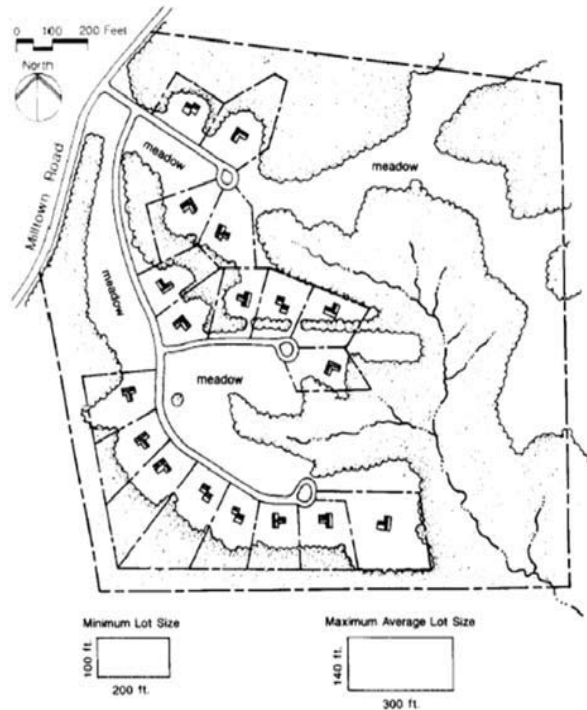 0 100 200 Feet
North
Milltown Road
meadow
meadow
meadow
meadow
Minimum Lot Size
100 ft.
200 ft.
Maximum Average Lot Size
140 ft.
300 ft.